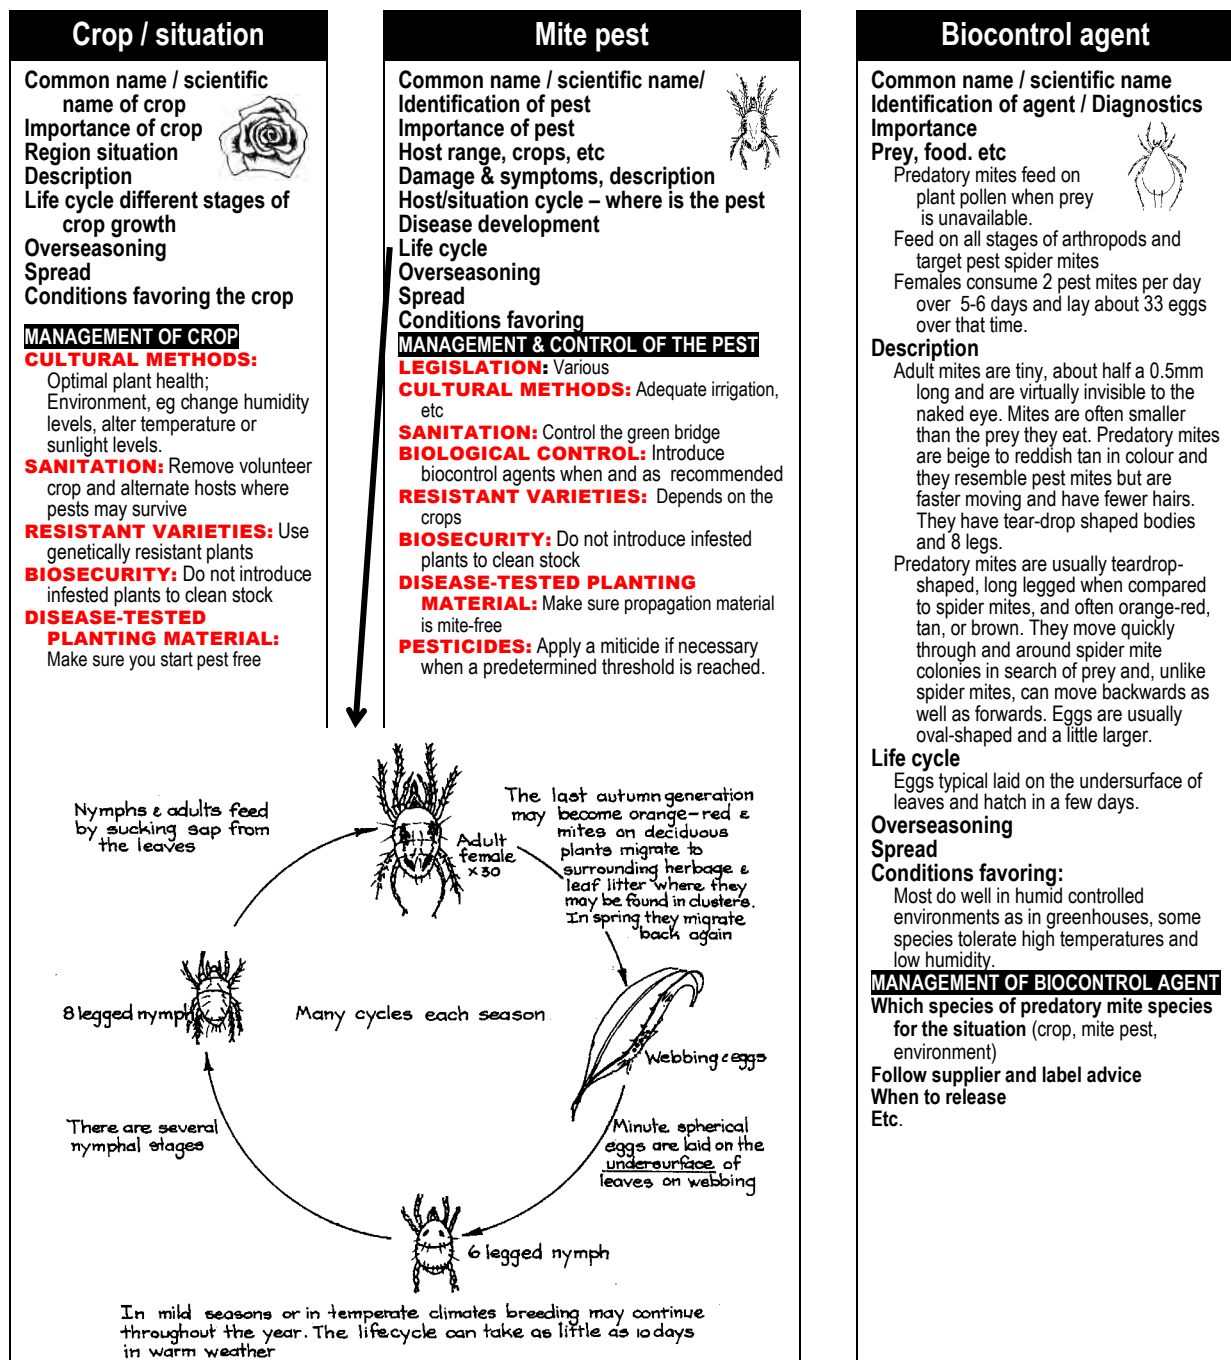 Crop / situation
Common name / scientific
name of crop
Importance of crop
Region situation
Description
Life cycle different stages of
crop growth
Overseasoning
Spread
Conditions favoring the crop
MANAGEMENT OF CROP
CULTURAL METHODS:
Optimal plant health;
Environment, eg change humidity
levels, alter temperature or
sunlight levels.
SANITATION: Remove volunteer
crop and alternate hosts where
pests may survive
RESISTANT VARIETIES: Use
genetically resistant plants
BIOSECURITY: Do not introduce
infested plants to clean stock
DISEASE-TESTED
PLANTING MATERIAL:
Make sure you start pest free
Mite pest
Common name / scientific name/
Identification of pest
Importance of pest
Host range, crops, etc
Damage & symptoms, description
Host/situation cycle – where is the pest
Disease development
Life cycle
Overseasoning
Spread
Conditions favoring
MANAGEMENT & CONTROL OF THE PEST
LEGISLATION: Various
CULTURAL METHODS: Adequate irrigation,
etc
SANITATION: Control the green bridge
BIOLOGICAL CONTROL: Introduce
biocontrol agents when and as recommended
RESISTANT VARIETIES: Depends on the
crops
BIOSECURITY: Do not introduce infested
plants to clean stock
DISEASE-TESTED PLANTING
MATERIAL: Make sure propagation material
is mite-free
PESTICIDES: Apply a miticide if necessary
when a predetermined threshold is reached.
Nymphs & adults feed
by sucking sap from
the leaves
Adult
female
x 30
The last autumn generation
may become orange-red &
mites on deciduous
plants migrate to
surrounding herbage &
leaf litter where they
may be found in clusters.
In spring they migrate
back again
8 legged nymph
Many cycles each season
Webbing & eggs
There are several
nymphal stages
Minute spherical
eggs are laid on the
undersurface of
leaves on webbing
6 legged nymph
In mild seasons or in temperate climates breeding may continue
throughout the year. The lifecycle can take as little as 10 days
in warm weather
Biocontrol agent
Common name / scientific name
Identification of agent / Diagnostics
Importance
Prey, food. etc
Predatory mites feed on
plant pollen when prey
is unavailable.
Feed on all stages of arthropods and
target pest spider mites
Females consume 2 pest mites per day
over 5-6 days and lay about 33 eggs
over that time.
Description
Adult mites are tiny, about half a 0.5mm
long and are virtually invisible to the
naked eye. Mites are often smaller
than the prey they eat. Predatory mites
are beige to reddish tan in colour and
they resemble pest mites but are
faster moving and have fewer hairs.
They have tear-drop shaped bodies
and 8 legs.
Predatory mites are usually teardrop-
shaped, long legged when compared
to spider mites, and often orange-red,
tan, or brown. They move quickly
through and around spider mite
colonies in search of prey and, unlike
spider mites, can move backwards as
well as forwards. Eggs are usually
oval-shaped and a little larger.
Life cycle
Eggs typical laid on the undersurface of
leaves and hatch in a few days.
Overseasoning
Spread
Conditions favoring:
Most do well in humid controlled
environments as in greenhouses, some
species tolerate high temperatures and
low humidity.
MANAGEMENT OF BIOCONTROL AGENT
Which species of predatory mite species
for the situation (crop, mite pest,
environment)
Follow supplier and label advice
When to release
Etc.